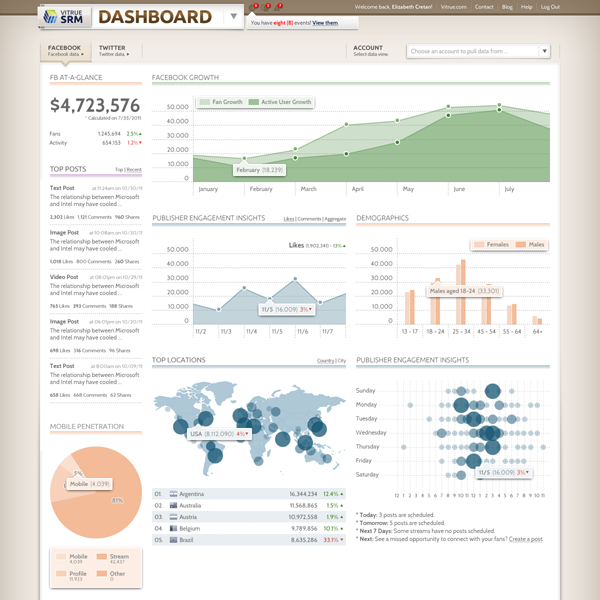 VITRUE
SRM
DASHBOARD
Welcome back, Elizabeth Cretan! Vitrue.com Contact Blog Help Log Out
You have eight (8) events! View them.
FACEBOOK
Facebook data
TWITTER
Twitter data
ACCOUNT
Select data view.
Choose an account to pull data from ...
FB AT-A-GLANCE
$4,723,576
* Calculated on 7/25/2011.
Fans 1,245,694 2.5%
Activity 654,153 1.2%
TOP POSTS Top | Recent
Text Post at 11:24am on 10/30/11
The relationship between Microsoft
and Intel may have cooled ...
2,302 Likes 1,121 Comments 960 Shares
Image Post at 10:08am on 10/30/11
The relationship between Microsoft
and Intel may have cooled ...
1,018 Likes 800 Comments 260 Shares
Video Post at 08:01pm on 10/29/11
The relationship between Microsoft
and Intel may have cooled ...
765 Likes 393 Comments 188 Shares
Image Post at 06:01pm on 10/29/11
The relationship between Microsoft
and Intel may have cooled ...
698 Likes 316 Comments 96 Shares
Text Post at 8:03am on 10/29/11
The relationship between Microsoft
and Intel may have cooled ...
658 Likes 668 Comments 62 Shares
MOBILE PENETRATION
5%
Mobile (4,039)
81%
Mobile
4,039
Stream
42,437
Profile
11,923
Other
0
FACEBOOK GROWTH
Fan Growth Active User Growth
50,000
40,000
30,000
20,000
10,000
0
February (18,239)
January February March April May June July
PUBLISHER ENGAGEMENT INSIGHTS Likes | Comments | Aggregate
Likes (1,902,341) - 13%
50,000
40,000
30,000
20,000
10,000
0
11/5 (16,009) 3%
11/2 11/3 11/4 11/5 11/6 11/7
DEMOGRAPHICS
Females Males
50,000
40,000
30,000
20,000
10,000
0
Males aged 18-24 (33,301)
13 - 17 18 - 24 25 - 34 45 - 54 55 - 64 64+
TOP LOCATIONS Country | City
USA (8,112,090) 4%
01. Argentina 16,344,234 12.4%
02. Australia 11,568,865 1.5%
03. Austria 10,972,558 1.9%
04. Belgium 9,789,856 10.1%
05. Brazil 8,635,286 33.1%
PUBLISHER ENGAGEMENT INSIGHTS
Sunday
Monday
Tuesday
Wednesday
Thursday
Friday
Saturday
11/5 (16,009) 3%
12 1 2 3 4 5 6 7 8 9 10 11 12 1 2 3 4 5 6 7 8 9 10 11
* Today: 3 posts are scheduled.
* Tomorrow: 5 posts are scheduled.
* Next 7 Days: Some streams have no posts scheduled.
* Next: See a missed opportunity to connect with your fans? Create a post.